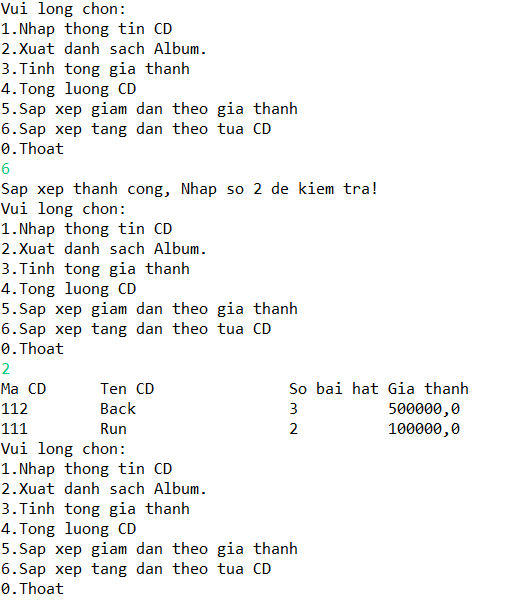 Vui long chon:
1.Nhap thong tin CD
2.Xuat danh sach Album.
3.Tinh tong gia thanh
4.Tong luong CD
5.Sap xep giam dan theo gia thanh
6.Sap xep tang dan theo tua CD
0.Thoat
6
Sap xep thanh cong, Nhap so 2 de kiem tra!
Vui long chon:
1.Nhap thong tin CD
2.Xuat danh sach Album.
3.Tinh tong gia thanh
4.Tong luong CD
5.Sap xep giam dan theo gia thanh
6.Sap xep tang dan theo tua CD
0.Thoat
2
Ma CD      Ten CD               So bai hat Gia thanh
112        Back                 3          500000,0
111        Run                  2          100000,0
Vui long chon:
1.Nhap thong tin CD
2.Xuat danh sach Album.
3.Tinh tong gia thanh
4.Tong luong CD
5.Sap xep giam dan theo gia thanh
6.Sap xep tang dan theo tua CD
0.Thoat